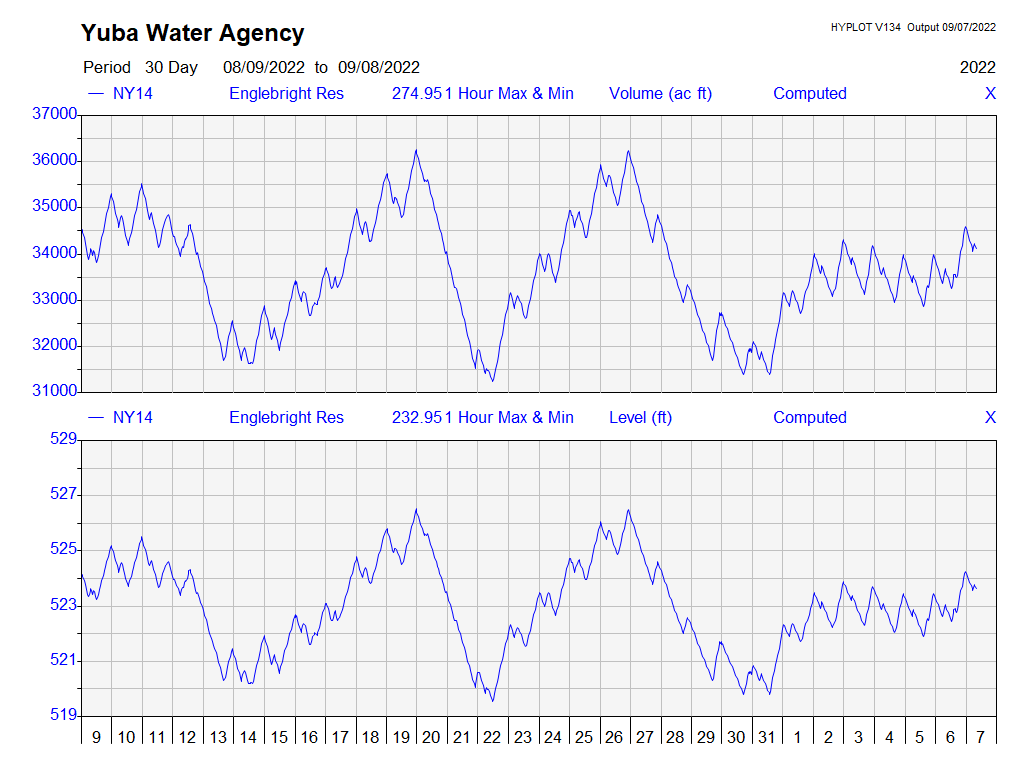 Yuba Water Agency
HYPLOT V134 Output 09/07/2022
Period 30 Day 08/09/2022 to 09/08/2022
2022
NY14 Englebright Res 274.951 Hour Max & Min Volume (ac ft) Computed X
37000
36000
35000
34000
33000
32000
31000
NY14 Englebright Res 232.951 Hour Max & Min Level (ft) Computed X
529
527
525
523
521
519
9 10 11 12 13 14 15 16 17 18 19 20 21 22 23 24 25 26 27 28 29 30 31 1 2 3 4 5 6 7